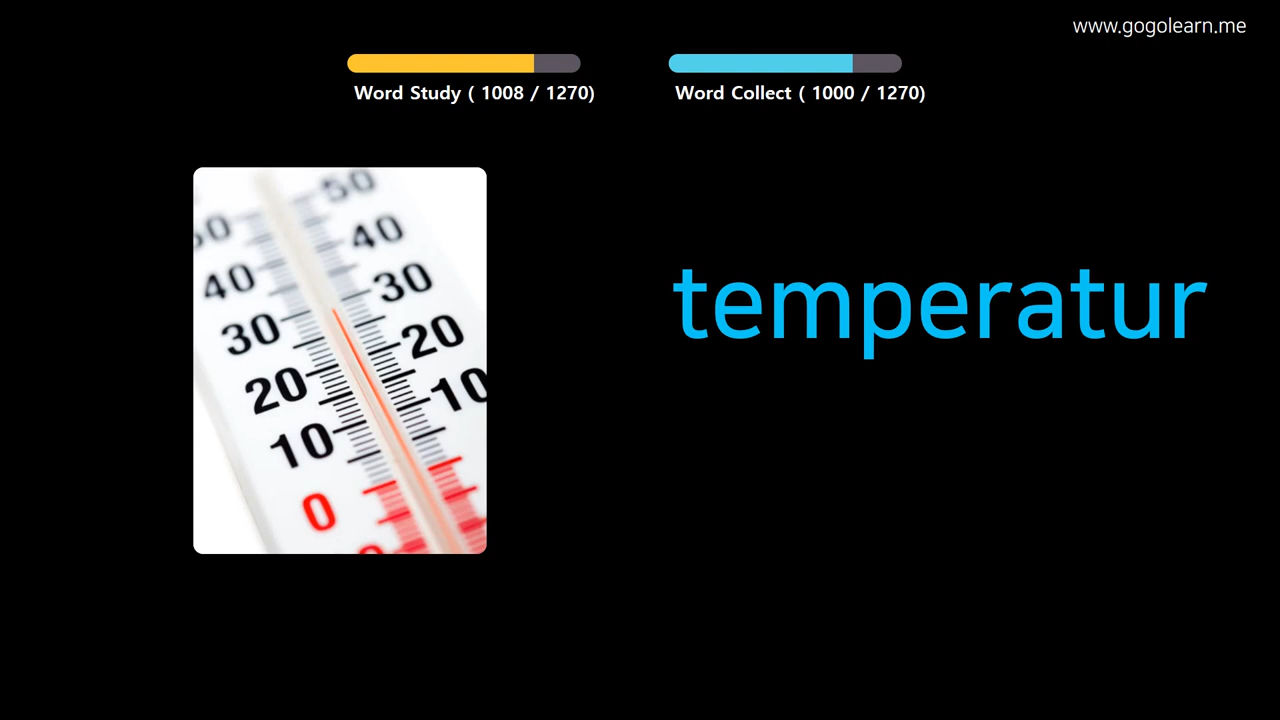 www.gogolearn.me
Word Study ( 1008 / 1270)
Word Collect ( 1000 / 1270)
50
50
40
40
30
30
20
20
10
10
0
temperatur